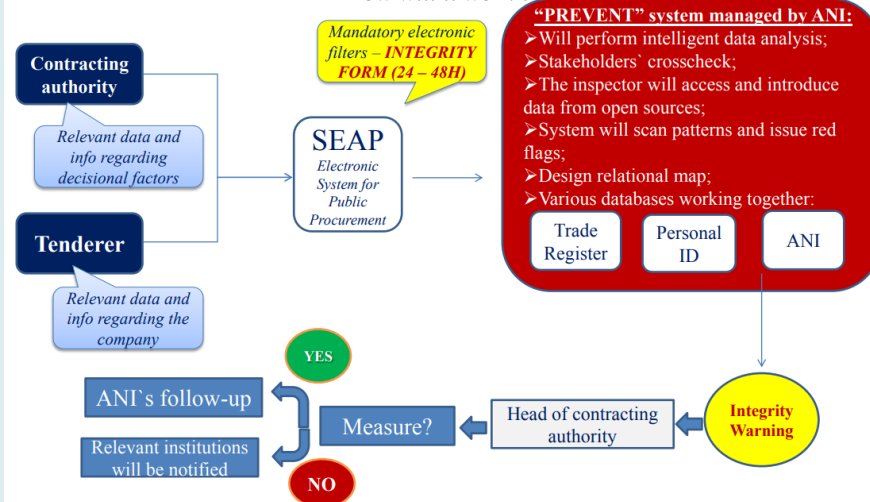 Contracting
authority
Relevant data and
info regarding
decisional factors
Tenderer
Relevant data and
info regarding the
company
Mandatory electronic
filters – INTEGRITY
FORM (24 – 48H)
SEAP
Electronic
System for
Public
Procurement
“PREVENT” system managed by ANI:
➢Will perform intelligent data analysis;
➢Stakeholders` crosscheck;
➢The inspector will access and introduce
data from open sources;
➢System will scan patterns and issue red
flags;
➢Design relational map;
➢Various databases working together:
Trade
Register
Personal
ID
ANI
Integrity
Warning
Head of contracting
authority
Measure?
YES
ANI`s follow-up
Relevant institutions
will be notified
NO